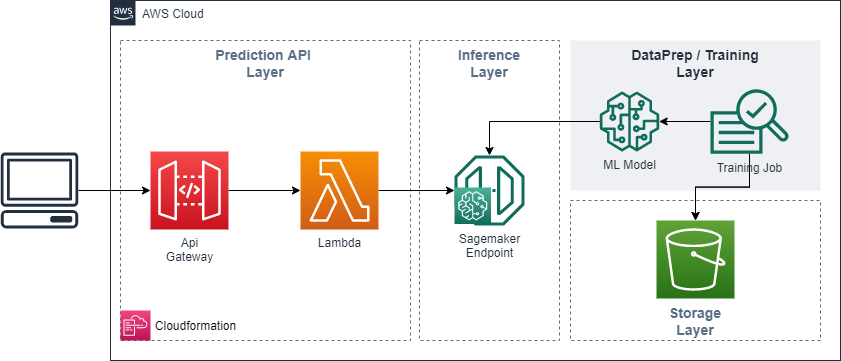 aws
AWS Cloud
Prediction API
Layer
Inference
Layer
DataPrep / Training
Layer
ML Model
Training Job
Api
Gateway
Lambda
Sagemaker
Endpoint
Storage
Layer
Cloudformation